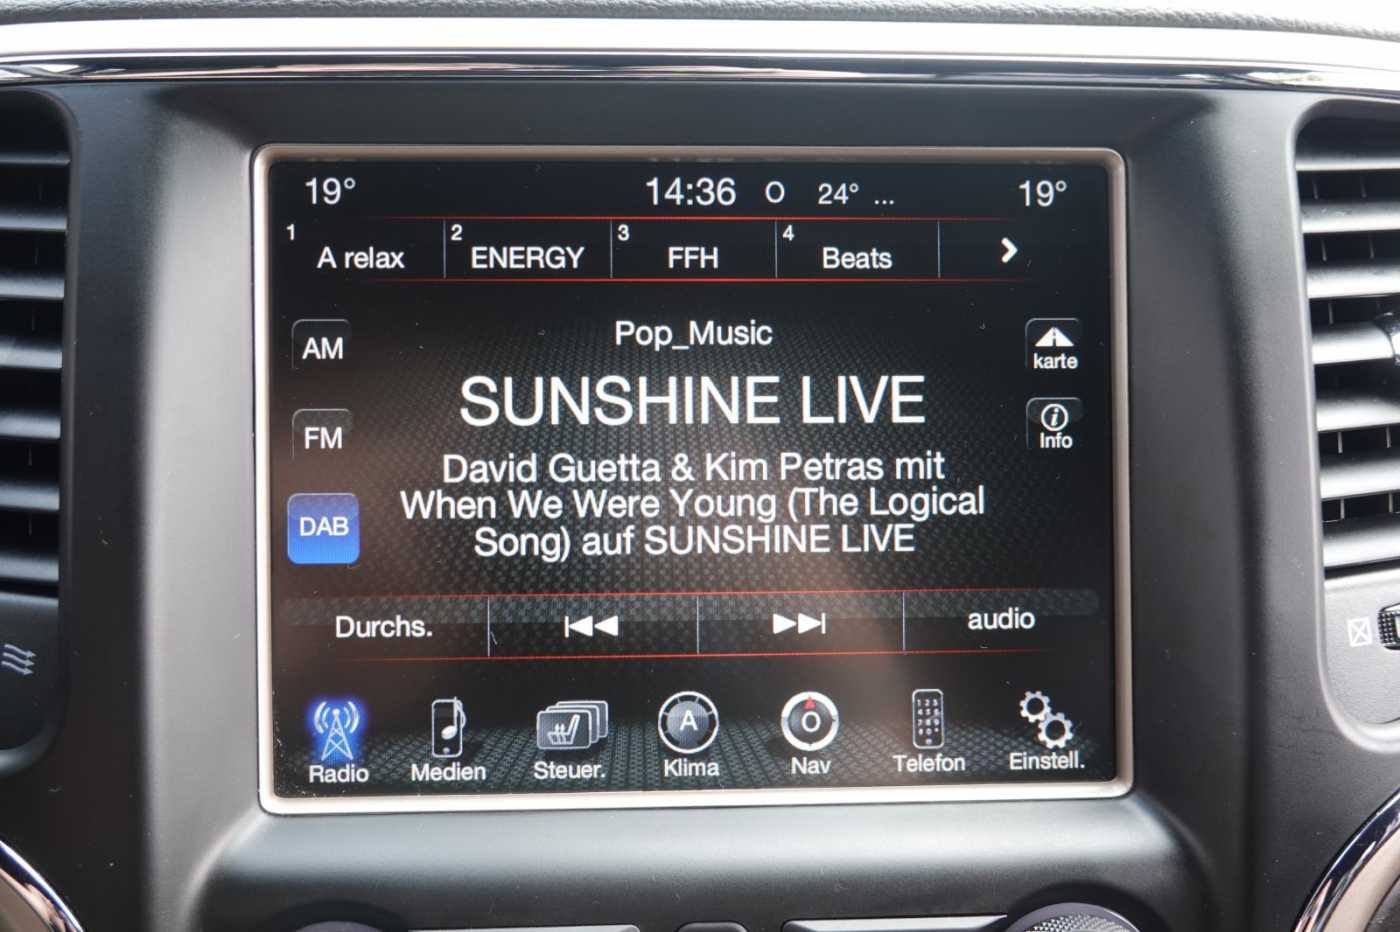 19° 14:36 O 24° ... 19°
1 A relax 2 ENERGY 3 FFH 4 Beats
Pop_Music
AM
karte
SUNSHINE LIVE
FM
Info
David Guetta & Kim Petras mit
When We Were Young (The Logical
Song) auf SUNSHINE LIVE
DAB
Durchs. audio
A O
Radio Medien Steuer. Klima Nav Telefon Einstell.